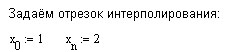 Задаём отрезок интерполирования:
x₀ := 1 xₙ := 2